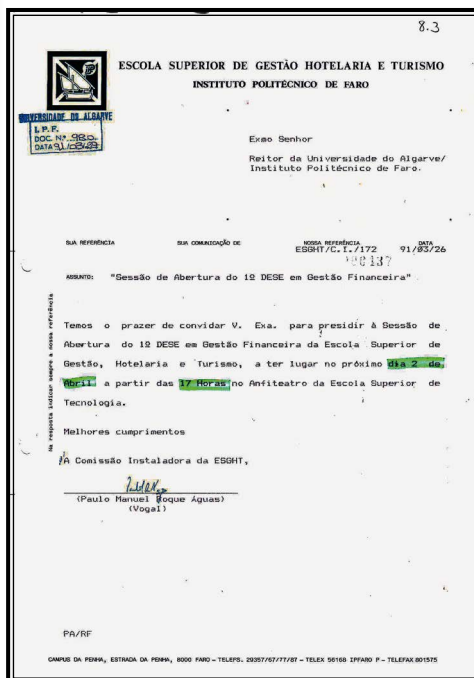 8.3
ESCOLA SUPERIOR DE GESTÃO HOTELARIA E TURISMO
INSTITUTO POLITÉCNICO DE FARO
UNIVERSIDADE DO ALGARVE
I. P. F.
DOC. N.º 980
DATA 91/03/
Exmo Senhor
Reitor da Universidade do Algarve/
Instituto Politécnico de Faro.
SUA REFERÊNCIA SUA COMUNICAÇÃO DE NOSSA REFERÊNCIA DATA
ESGHT/C.I./172 91/03/26
ASSUNTO: "Sessão de Abertura do 1º DESE em Gestão Financeira"
Na resposta indicar sempre a nossa referência
Temos o prazer de convidar V. Exa. para presidir à Sessão de
Abertura do 1º DESE em Gestão Financeira da Escola Superior de
Gestão, Hotelaria e Turismo, a ter lugar no próximo dia 2 de
Abril a partir das 17 Horas no Anfiteatro da Escola Superior de
Tecnologia.
Melhores cumprimentos
A Comissão Instaladora da ESGHT,
(Paulo Manuel Roque Águas)
(Vogal)
PA/RF
CAMPUS DA PENHA, ESTRADA DA PENHA, 8000 FARO – TELEFS. 29357/67/77/87 – TELEX 56168 IPFARO P – TELEFAX 801575